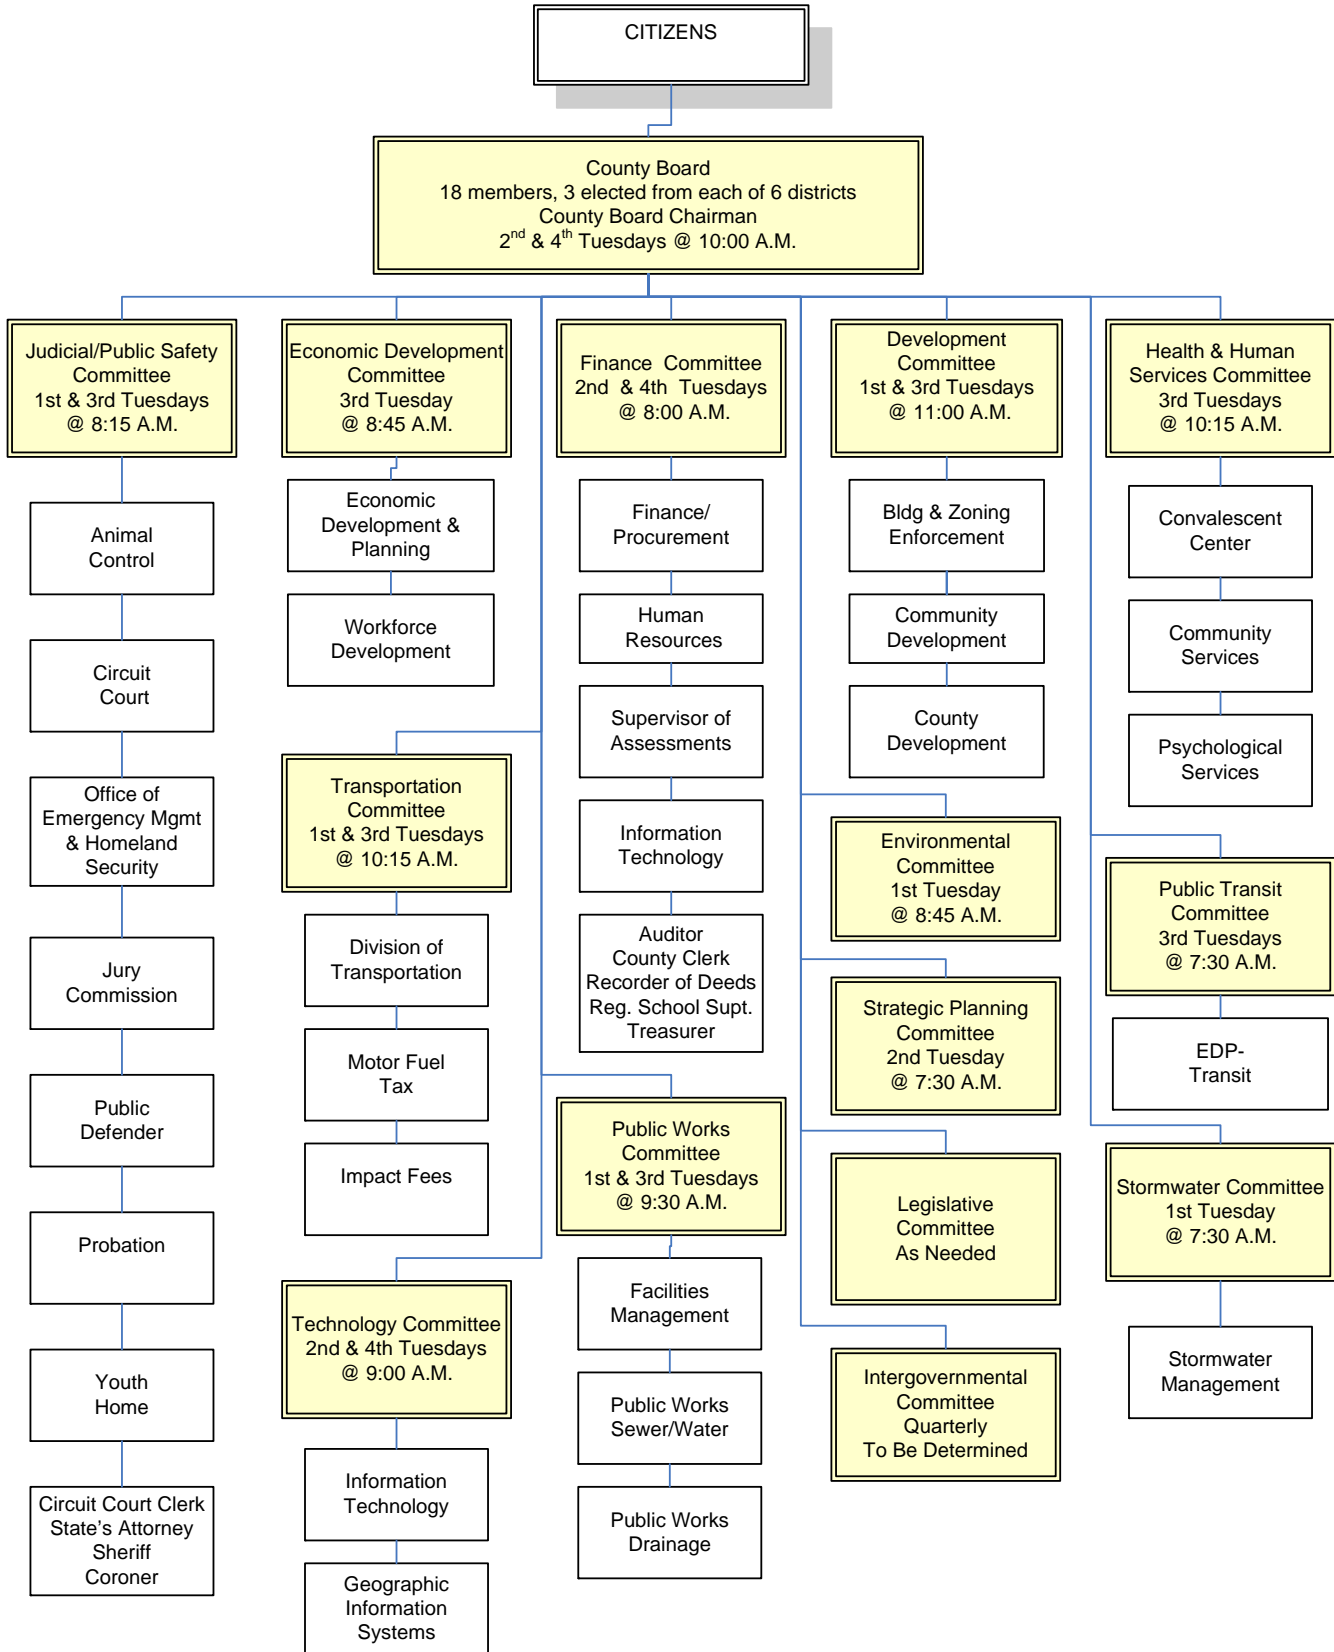 CITIZENS
County Board
18 members, 3 elected from each of 6 districts
County Board Chairman
2nd & 4th Tuesdays @ 10:00 A.M.
Judicial/Public Safety
Committee
1st & 3rd Tuesdays
@ 8:15 A.M.
Animal
Control
Circuit
Court
Office of
Emergency Mgmt
& Homeland
Security
Jury
Commission
Public
Defender
Probation
Youth
Home
Circuit Court Clerk
State’s Attorney
Sheriff
Coroner
Economic Development
Committee
3rd Tuesday
@ 8:45 A.M.
Economic
Development &
Planning
Workforce
Development
Transportation
Committee
1st & 3rd Tuesdays
@ 10:15 A.M.
Division of
Transportation
Motor Fuel
Tax
Impact Fees
Technology Committee
2nd & 4th Tuesdays
@ 9:00 A.M.
Information
Technology
Geographic
Information
Systems
Finance Committee
2nd & 4th Tuesdays
@ 8:00 A.M.
Finance/
Procurement
Human
Resources
Supervisor of
Assessments
Information
Technology
Auditor
County Clerk
Recorder of Deeds
Reg. School Supt.
Treasurer
Public Works
Committee
1st & 3rd Tuesdays
@ 9:30 A.M.
Facilities
Management
Public Works
Sewer/Water
Public Works
Drainage
Development
Committee
1st & 3rd Tuesdays
@ 11:00 A.M.
Bldg & Zoning
Enforcement
Community
Development
County
Development
Environmental
Committee
1st Tuesday
@ 8:45 A.M.
Strategic Planning
Committee
2nd Tuesday
@ 7:30 A.M.
Legislative
Committee
As Needed
Intergovernmental
Committee
Quarterly
To Be Determined
Health & Human
Services Committee
3rd Tuesdays
@ 10:15 A.M.
Convalescent
Center
Community
Services
Psychological
Services
Public Transit
Committee
3rd Tuesdays
@ 7:30 A.M.
EDP-
Transit
Stormwater Committee
1st Tuesday
@ 7:30 A.M.
Stormwater
Management